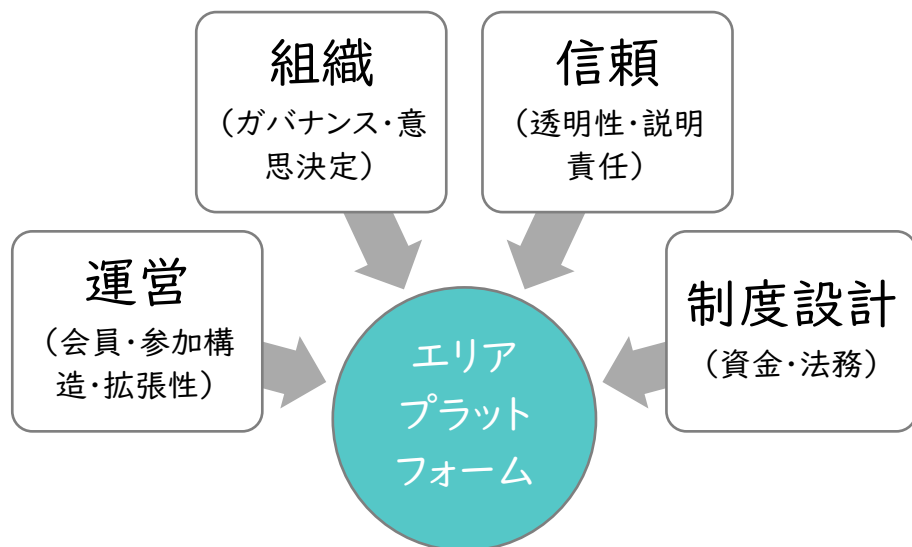 組織
（ガバナンス・意
思決定）
信頼
（透明性・説明
責任）
運営
（会員・参加構
造・拡張性）
制度設計
（資金・法務）
エリア
プラット
フォーム